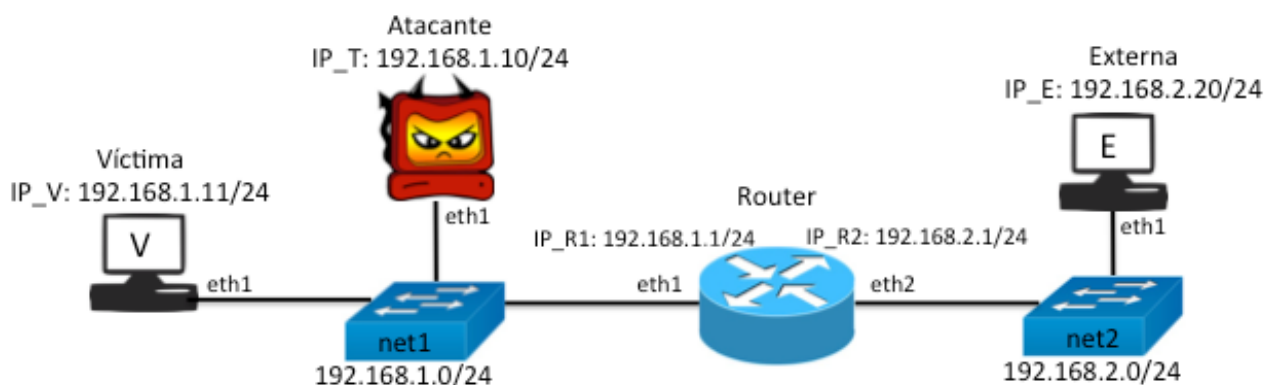 Atacante
IP_T: 192.168.1.10/24
Externa
IP_E: 192.168.2.20/24
Víctima
IP_V: 192.168.1.11/24
E
V
eth1
Router
eth1
IP_R1: 192.168.1.1/24
IP_R2: 192.168.2.1/24
eth1
eth1
eth2
net1
net2
192.168.1.0/24
192.168.2.0/24